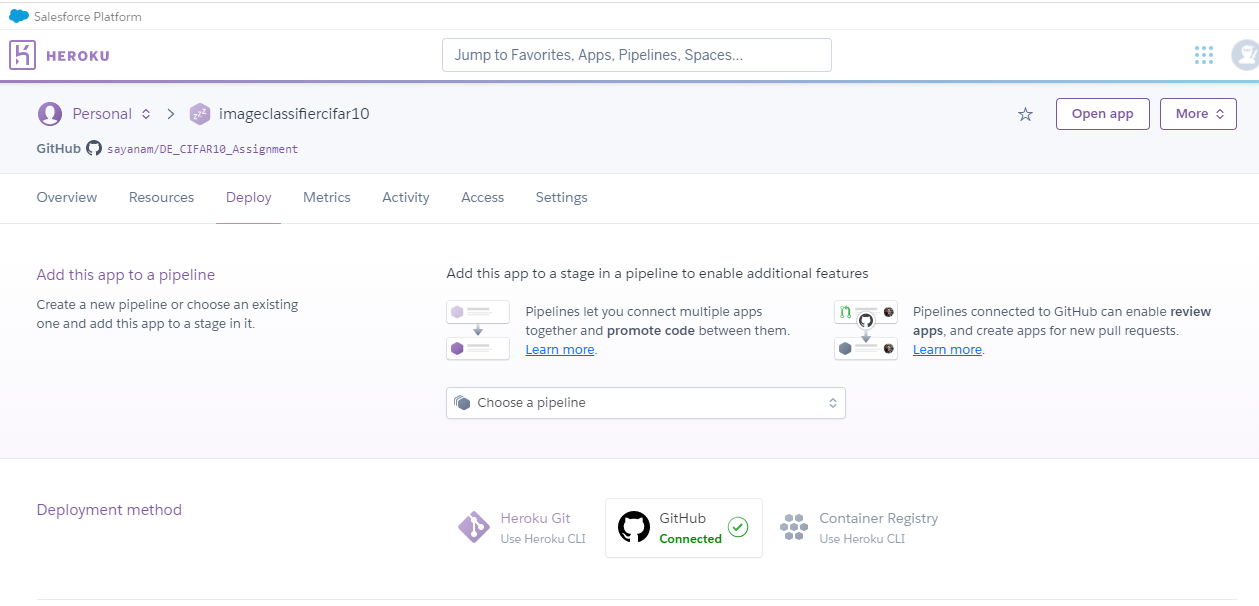 Salesforce Platform
HEROKU
Jump to Favorites, Apps, Pipelines, Spaces...
Personal
imageclassifiercifar10
Open app
More
GitHub sayanam/DE_CIFAR10_Assignment
Overview Resources Deploy Metrics Activity Access Settings
Add this app to a pipeline
Create a new pipeline or choose an existing
one and add this app to a stage in it.
Add this app to a stage in a pipeline to enable additional features
Pipelines let you connect multiple apps
together and promote code between them.
Learn more.
Pipelines connected to GitHub can enable review
apps, and create apps for new pull requests.
Learn more.
Choose a pipeline
Deployment method
Heroku Git
Use Heroku CLI
GitHub
Connected
Container Registry
Use Heroku CLI